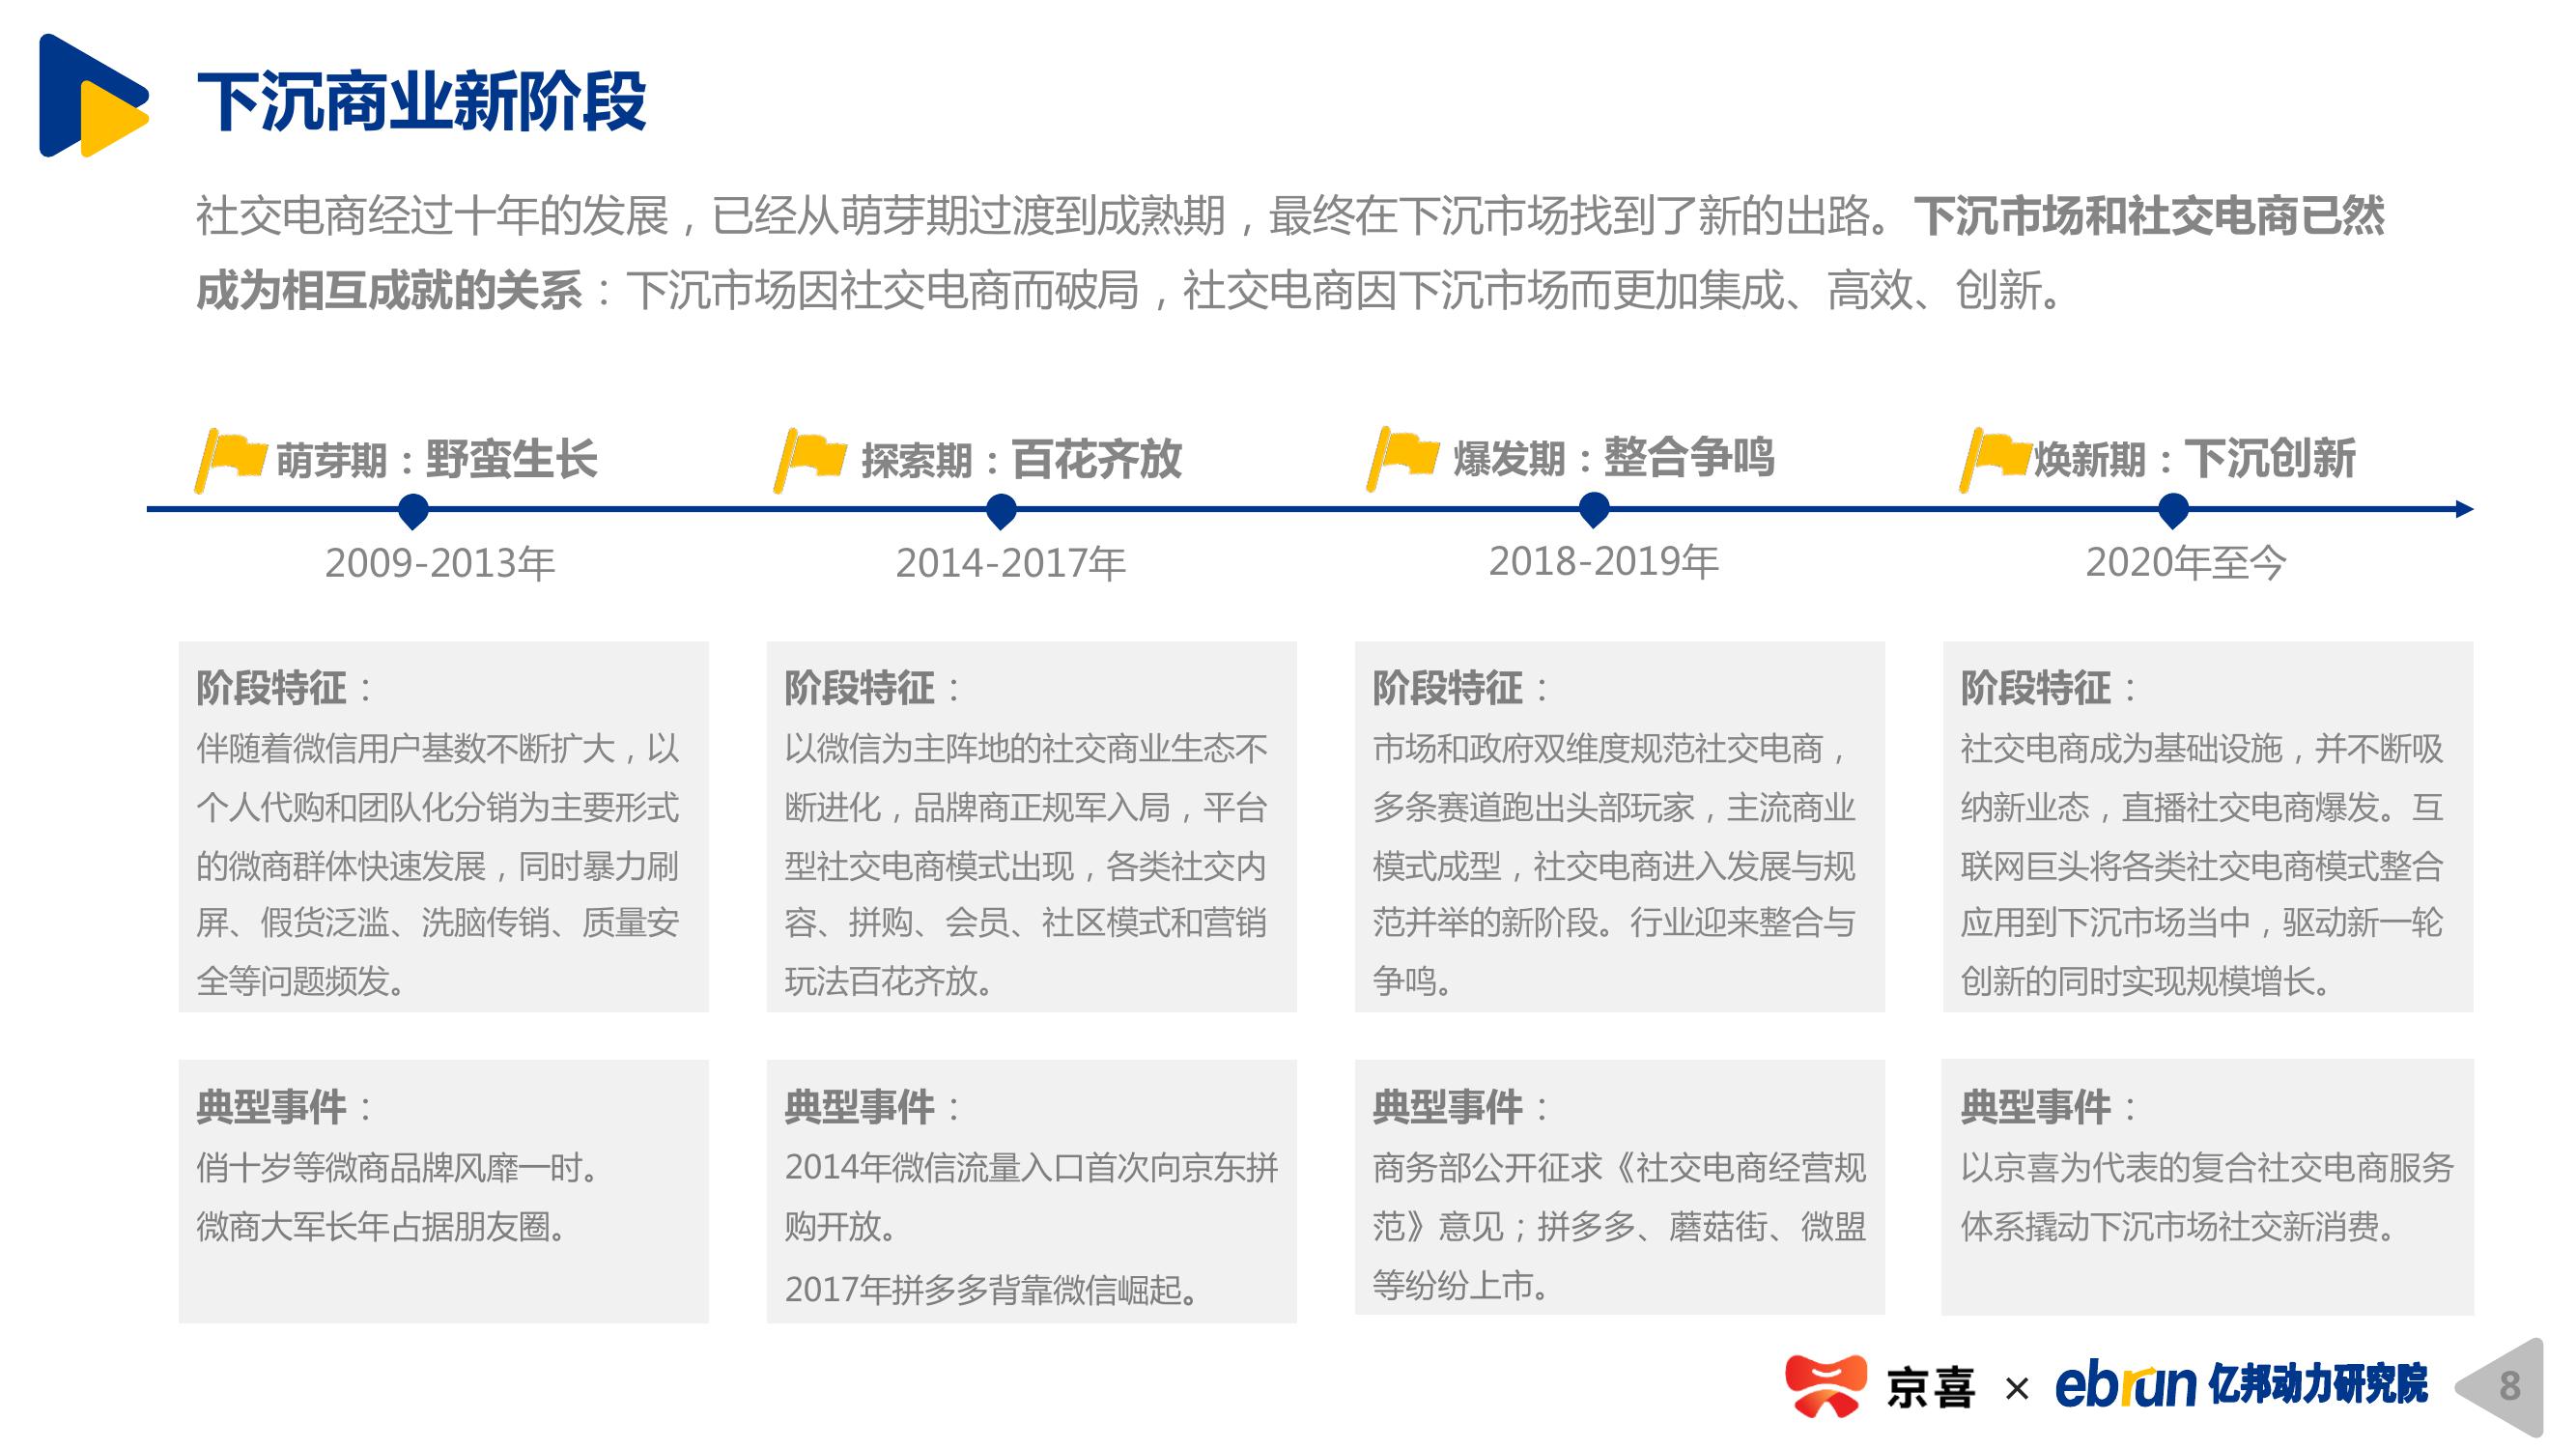 下沉商业新阶段
社交电商经过十年的发展，已经从萌芽期过渡到成熟期，最终在下沉市场找到了新的出路。下沉市场和社交电商已然
成为相互成就的关系：下沉市场因社交电商而破局，社交电商因下沉市场而更加集成、高效、创新。
萌芽期：野蛮生长
探索期：百花齐放
爆发期：整合争鸣
焕新期：下沉创新
2009-2013年
2014-2017年
2018-2019年
2020年至今
阶段特征：
伴随着微信用户基数不断扩大，以
个人代购和团队化分销为主要形式
的微商群体快速发展，同时暴力刷
屏、假货泛滥、洗脑传销、质量安
全等问题频发。
阶段特征：
以微信为主阵地的社交商业生态不
断进化，品牌商正规军入局，平台
型社交电商模式出现，各类社交内
容、拼购、会员、社区模式和营销
玩法百花齐放。
阶段特征：
市场和政府双维度规范社交电商，
多条赛道跑出头部玩家，主流商业
模式成型，社交电商进入发展与规
范并举的新阶段。行业迎来整合与
争鸣。
阶段特征：
社交电商成为基础设施，并不断吸
纳新业态，直播社交电商爆发。互
联网巨头将各类社交电商模式整合
应用到下沉市场当中，驱动新一轮
创新的同时实现规模增长。
典型事件：
俏十岁等微商品牌风靡一时。
微商大军长年占据朋友圈。
典型事件：
2014年微信流量入口首次向京东拼
购开放。
2017年拼多多背靠微信崛起。
典型事件：
商务部公开征求《社交电商经营规
范》意见；拼多多、蘑菇街、微盟
等纷纷上市。
典型事件：
以京喜为代表的复合社交电商服务
体系撬动下沉市场社交新消费。
京喜 × ebrun 亿邦动力研究院
8